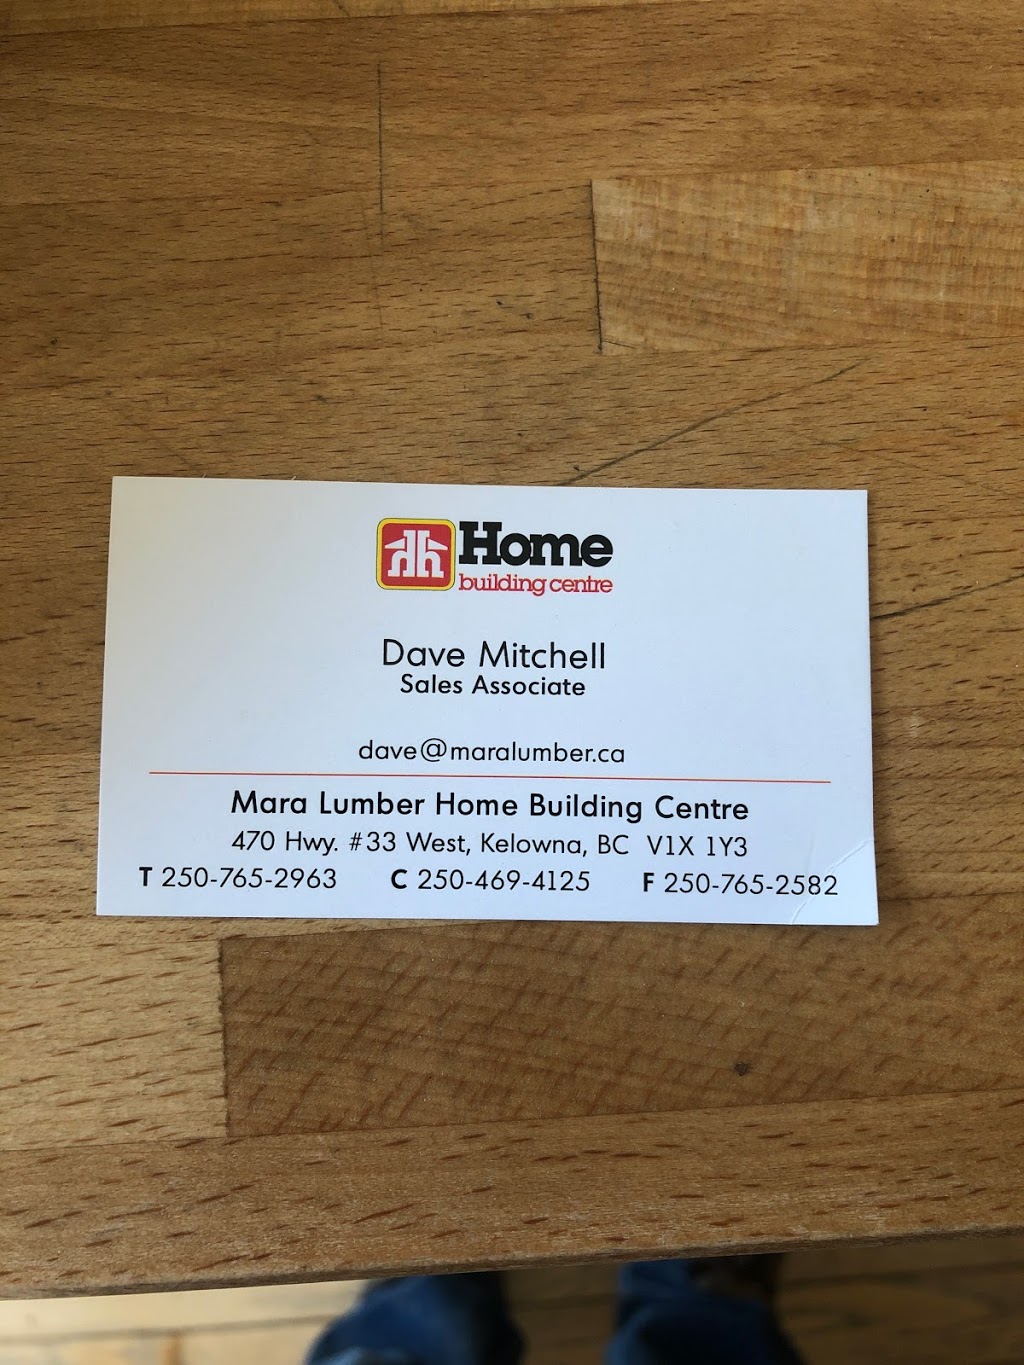 Home
building centre
Dave Mitchell
Sales Associate
dave@maralumber.ca
Mara Lumber Home Building Centre
470 Hwy. #33 West, Kelowna, BC V1X 1Y3
T 250-765-2963 C 250-469-4125 F 250-765-2582